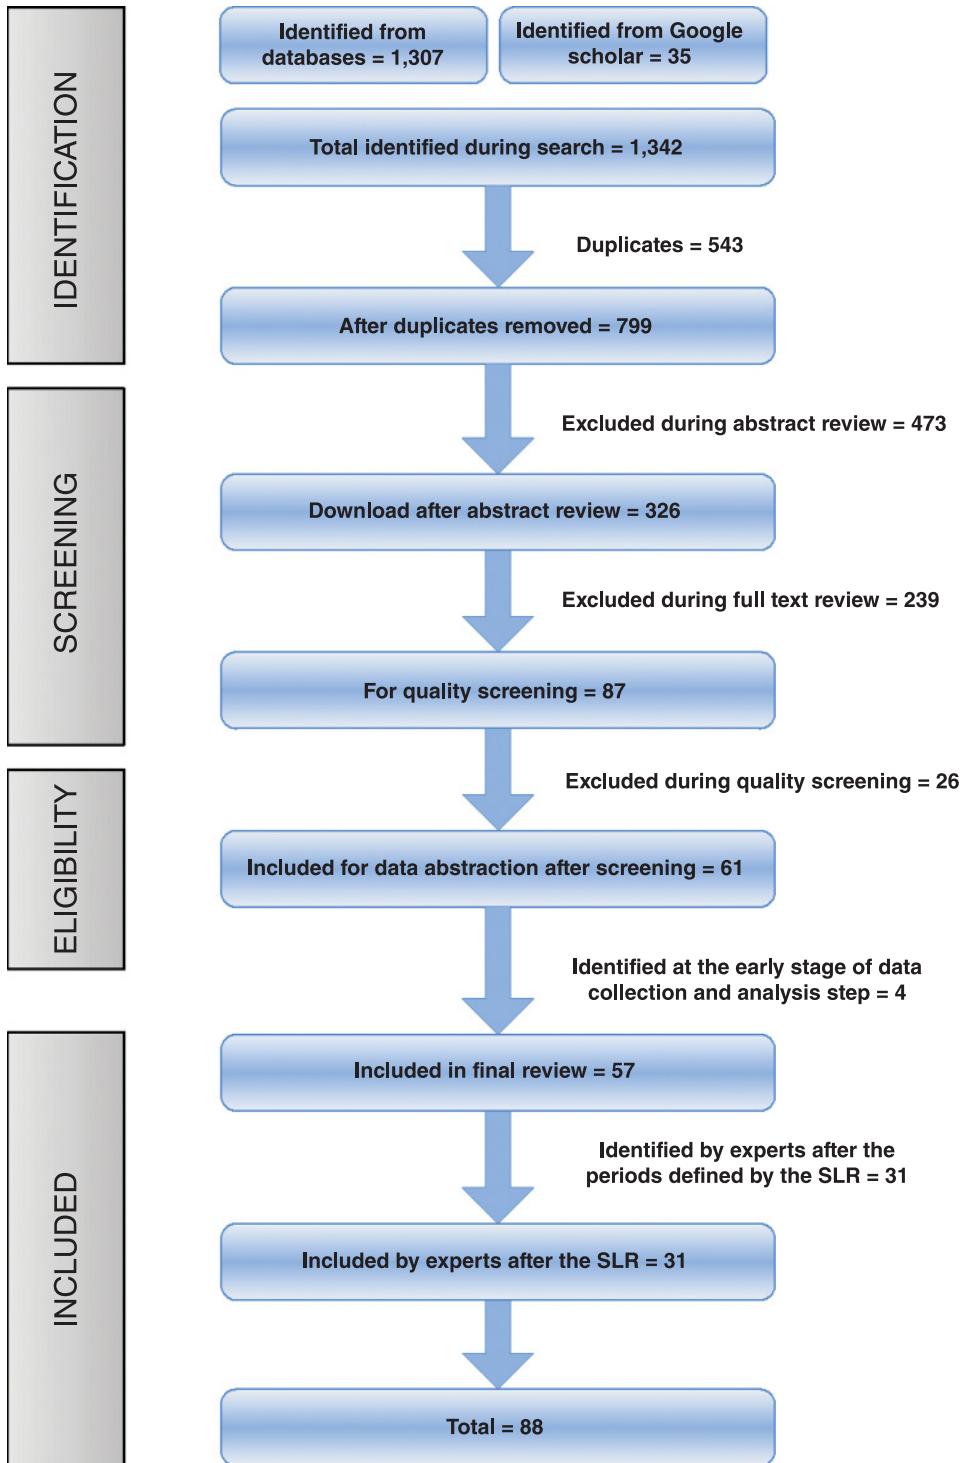 IDENTIFICATION
Identified from
databases = 1,307
Identified from Google
scholar = 35
Total identified during search = 1,342
Duplicates = 543
After duplicates removed = 799
SCREENING
Excluded during abstract review = 473
Download after abstract review = 326
Excluded during full text review = 239
For quality screening = 87
ELIGIBILITY
Excluded during quality screening = 26
Included for data abstraction after screening = 61
Identified at the early stage of data
collection and analysis step = 4
INCLUDED
Included in final review = 57
Identified by experts after the
periods defined by the SLR = 31
Included by experts after the SLR = 31
Total = 88